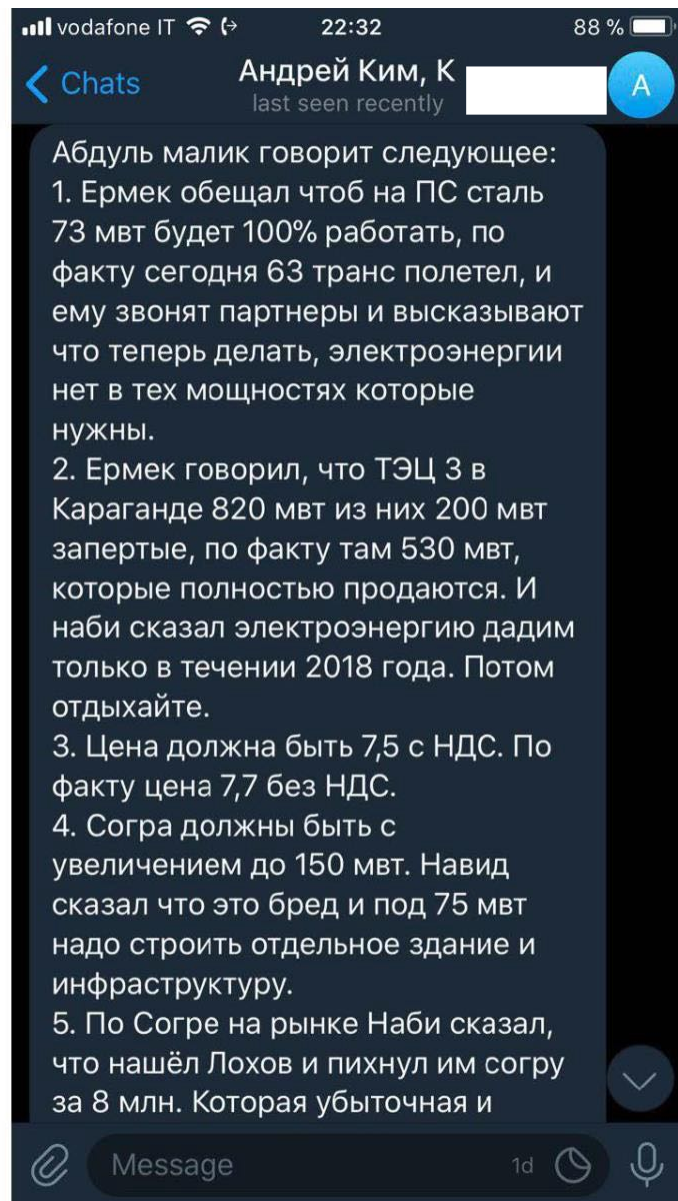 vodafone IT 22:32 88 %
Chats
Андрей Ким, К
last seen recently
А
Абдуль малик говорит следующее:
1. Ермек обещал чтоб на ПС сталь
73 мвт будет 100% работать, по
факту сегодня 63 транс полетел, и
ему звонят партнеры и высказывают
что теперь делать, электроэнергии
нет в тех мощностях которые
нужны.
2. Ермек говорил, что ТЭЦ 3 в
Караганде 820 мвт из них 200 мвт
запертые, по факту там 530 мвт,
которые полностью продаются. И
наби сказал электроэнергию дадим
только в течении 2018 года. Потом
отдыхайте.
3. Цена должна быть 7,5 с НДС. По
факту цена 7,7 без НДС.
4. Согра должны быть с
увеличением до 150 мвт. Навид
сказал что это бред и под 75 мвт
надо строить отдельное здание и
инфраструктуру.
5. По Согре на рынке Наби сказал,
что нашёл Лохов и пихнул им согру
за 8 млн. Которая убыточная и
Message 1d